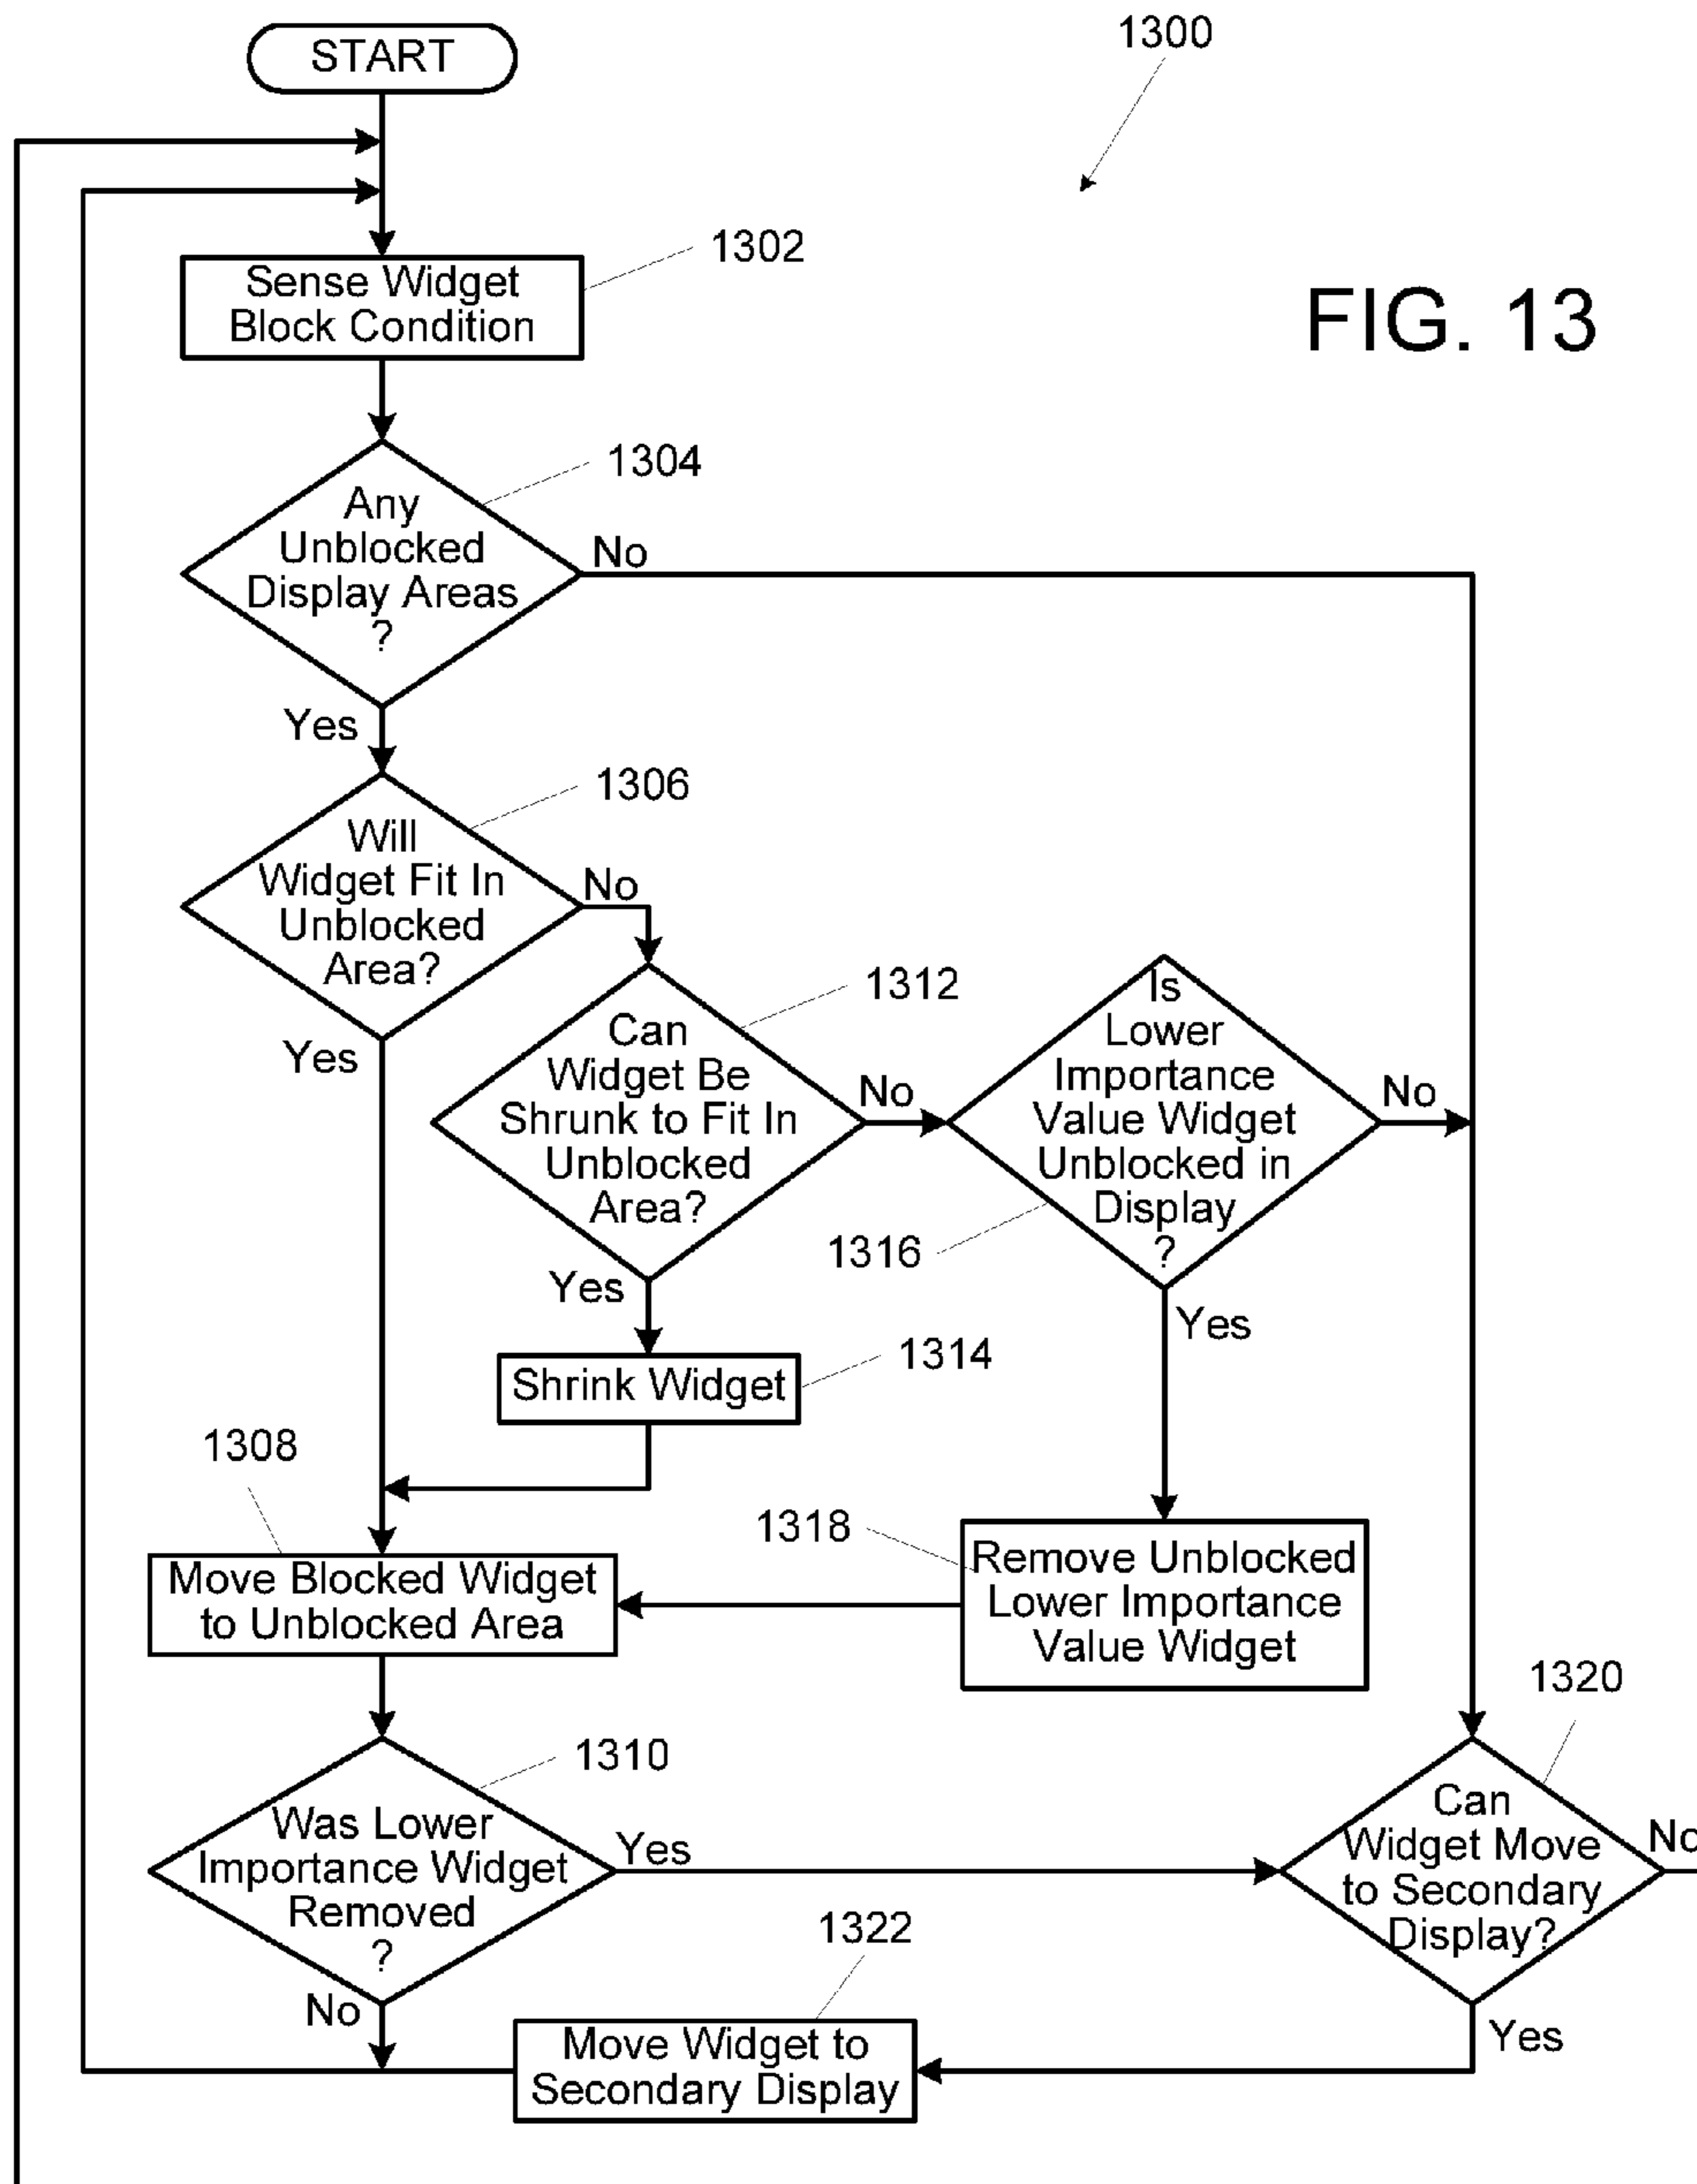 START
1300
1302
Sense Widget
Block Condition
FIG. 13
1304
Any
Unblocked
Display Areas
?
No
Yes
1306
Will
Widget Fit In
Unblocked
Area?
No
Yes
1312
Can
Widget Be
Shrunk to Fit In
Unblocked
Area?
No
Yes
Is
Lower
Importance
Value Widget
Unblocked in
Display
?
1316
No
Yes
1314
Shrink Widget
1308
Move Blocked Widget
to Unblocked Area
1318
Remove Unblocked
Lower Importance
Value Widget
1310
Was Lower
Importance Widget
Removed
?
Yes
No
1320
Can
Widget Move
to Secondary
Display?
No
Yes
1322
Move Widget to
Secondary Display